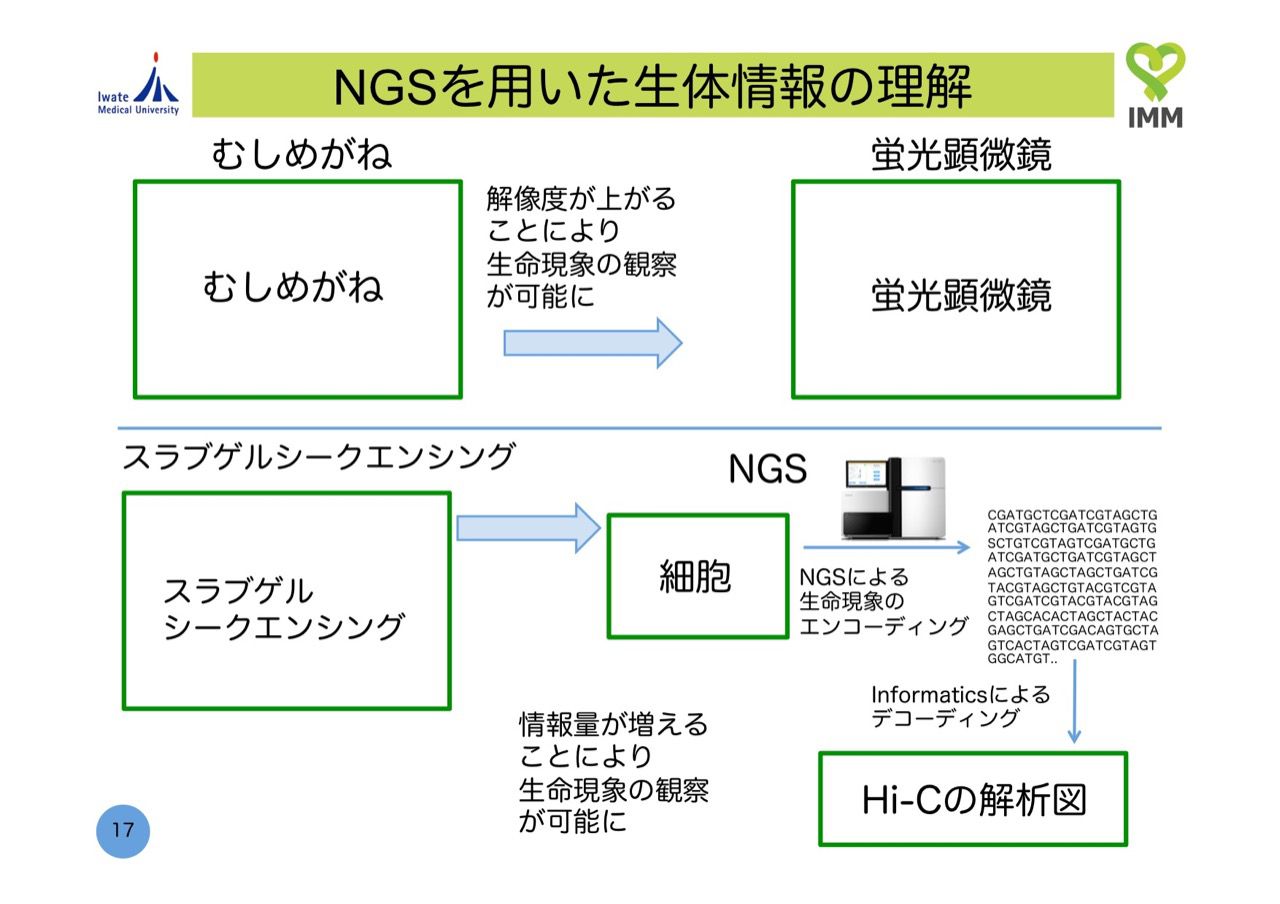 Iwate
Medical University
NGSを用いた生体情報の理解
IMM
むしめがね
蛍光顕微鏡
むしめがね
解像度が上がる
ことにより
生命現象の観察
が可能に
蛍光顕微鏡
スラブゲルシークエンシング
スラブゲル
シークエンシング
細胞
NGS
NGSによる
生命現象の
エンコーディング
CGATGCTCGATCGTAGCTG
ATCGTAGCTGATCGTAGTG
SCTGTCGTAGTCGATGCTG
ATCGATGCTGATCGTAGCT
AGCTGTAGCTAGCTGATCG
TACGTAGCTGTACGTCGTA
GTCGATCGTACGTACGTAG
CTAGCACACTAGCTACTAC
GAGCTGATCGACAGTGCTA
GTCACTAGTCGATCGTAGT
GGCATGT..
Informaticsによる
デコーディング
情報量が増える
ことにより
生命現象の観察
が可能に
Hi-Cの解析図
17